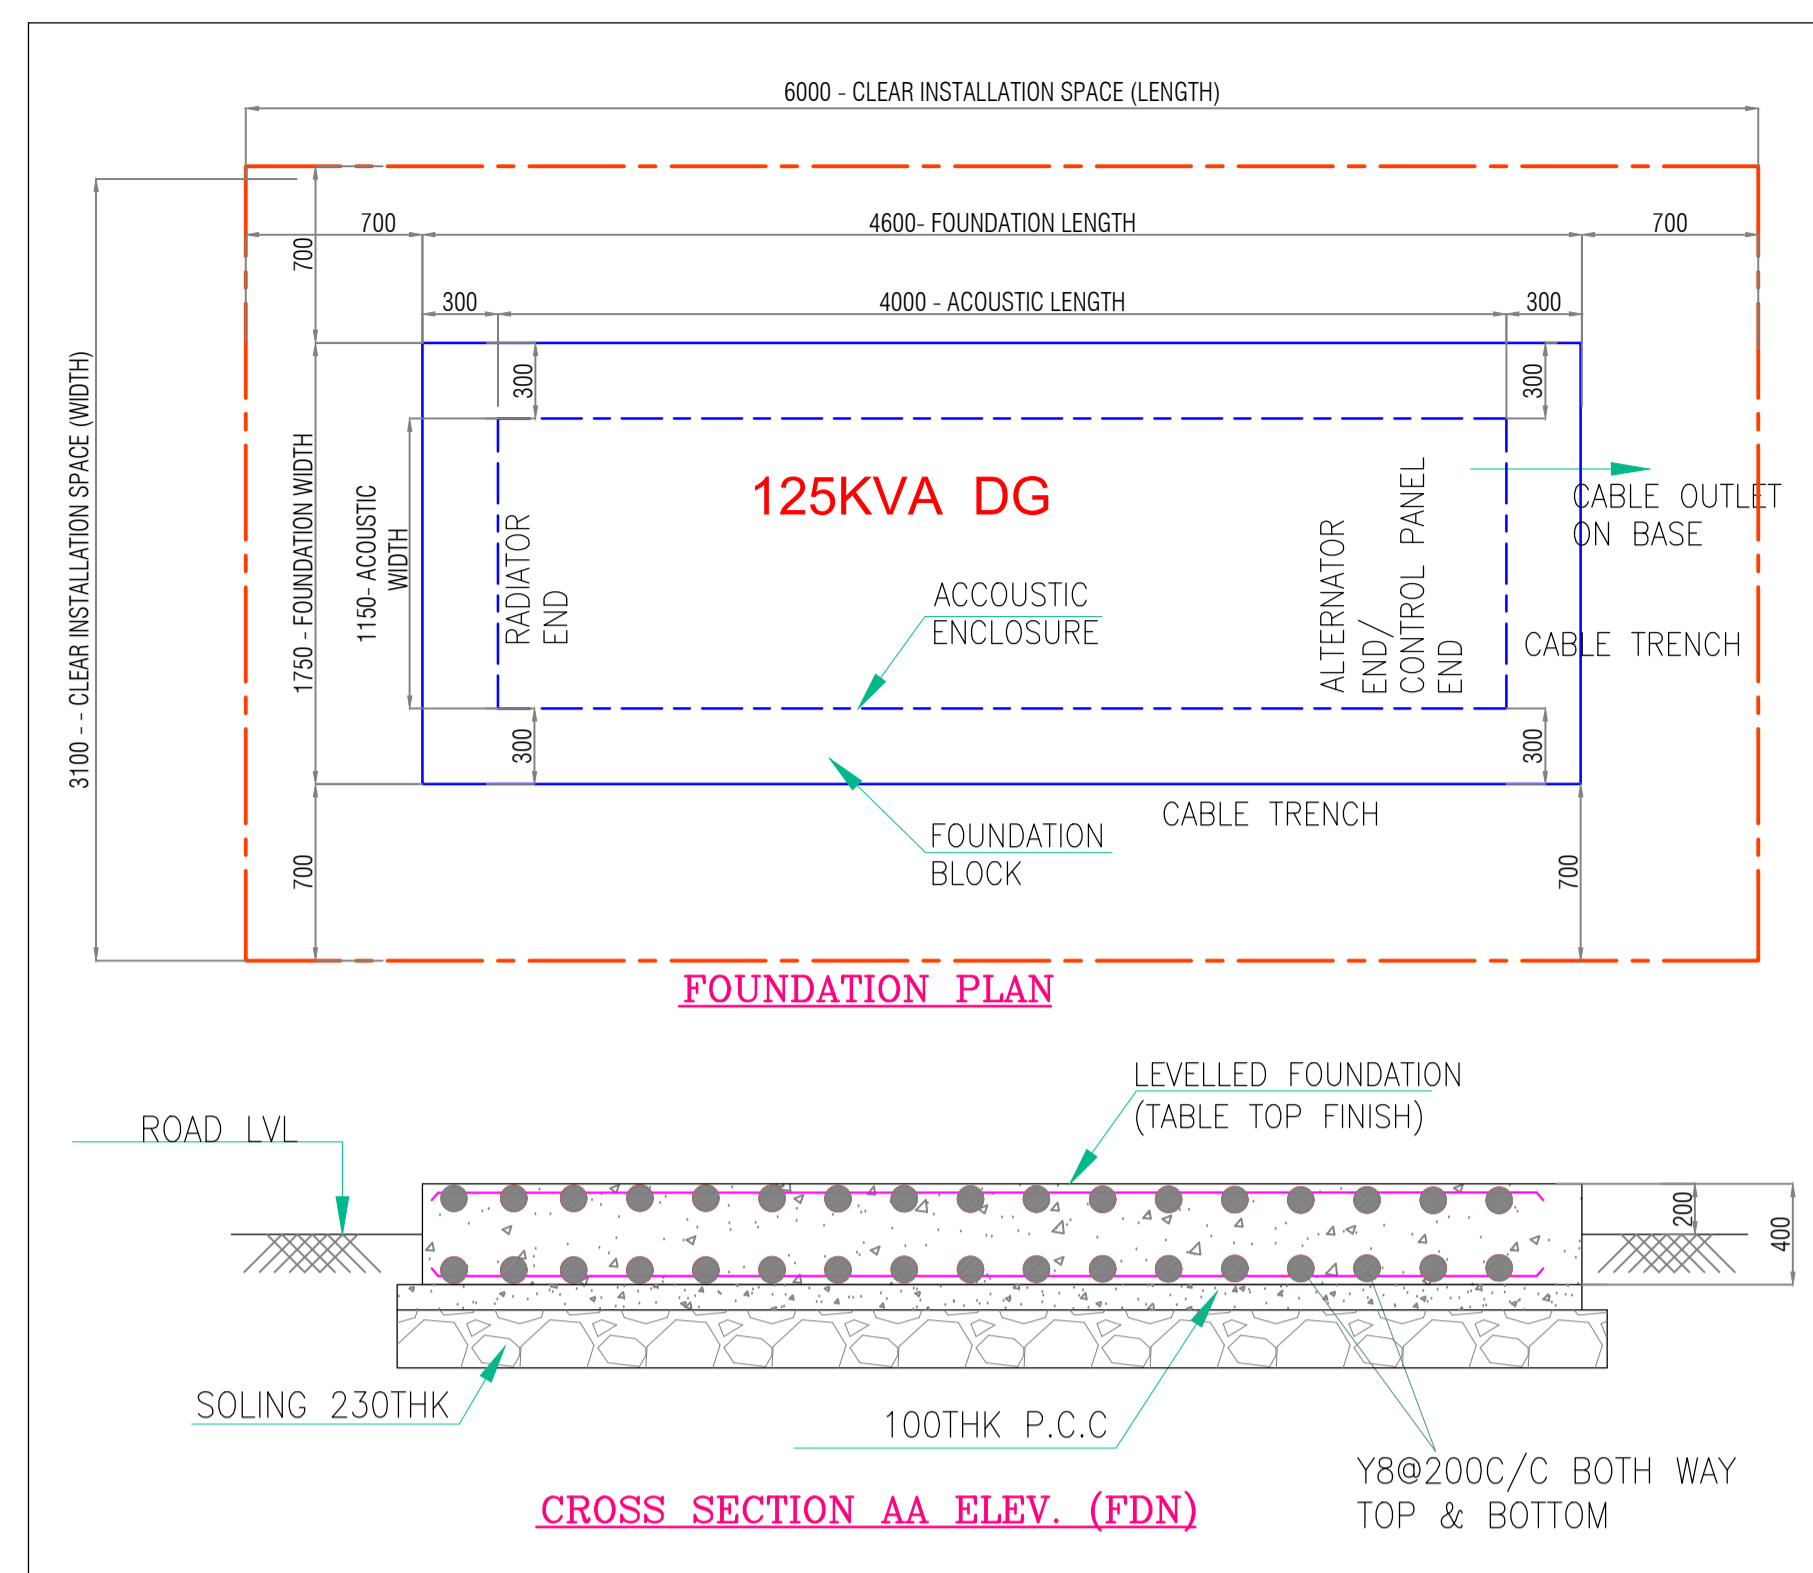 6000 - CLEAR INSTALLATION SPACE (LENGTH)
700
4600- FOUNDATION LENGTH
700
700
300
4000 - ACOUSTIC LENGTH
300
300
300
3100 - - CLEAR INSTALLATION SPACE (WIDTH)
1750 - FOUNDATION WIDTH
1150- ACOUSTIC
WIDTH
125KVA DG
RADIATOR
END
ALTERNATOR
END/
CONTROL PANEL
END
CABLE OUTLET
ON BASE
ACCOUSTIC
ENCLOSURE
CABLE TRENCH
300
300
CABLE TRENCH
FOUNDATION
BLOCK
700
700
FOUNDATION PLAN
LEVELLED FOUNDATION
(TABLE TOP FINISH)
ROAD LVL
200
400
SOLING 230THK
100THK P.C.C
Y8@200C/C BOTH WAY
TOP & BOTTOM
CROSS SECTION AA ELEV. (FDN)